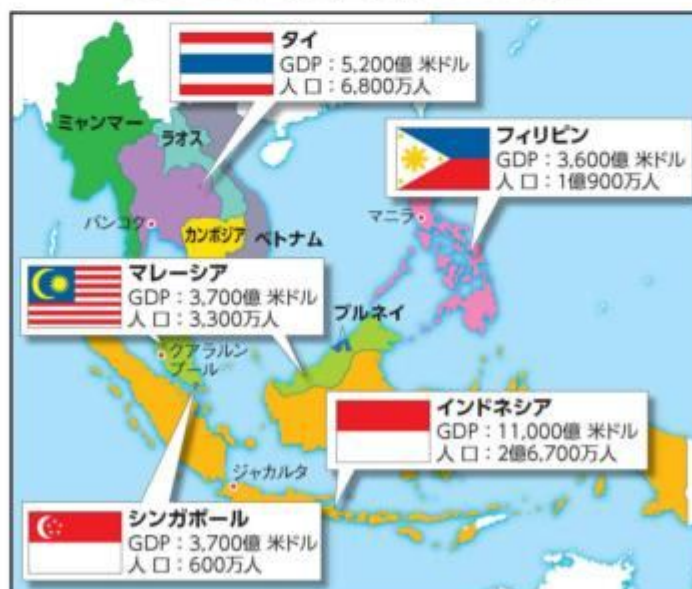 タイ
GDP：5,200億 米ドル
人 口：6,800万人
ミャンマー
ラオス
フィリピン
GDP：3,600億 米ドル
人 口：1億900万人
バンコク
マニラ
カンボジア
ベトナム
マレーシア
GDP：3,700億 米ドル
人 口：3,300万人
ブルネイ
クアラルン
プール
インドネシア
GDP：11,000億 米ドル
人 口：2億6,700万人
ジャカルタ
シンガポール
GDP：3,700億 米ドル
人 口：600万人